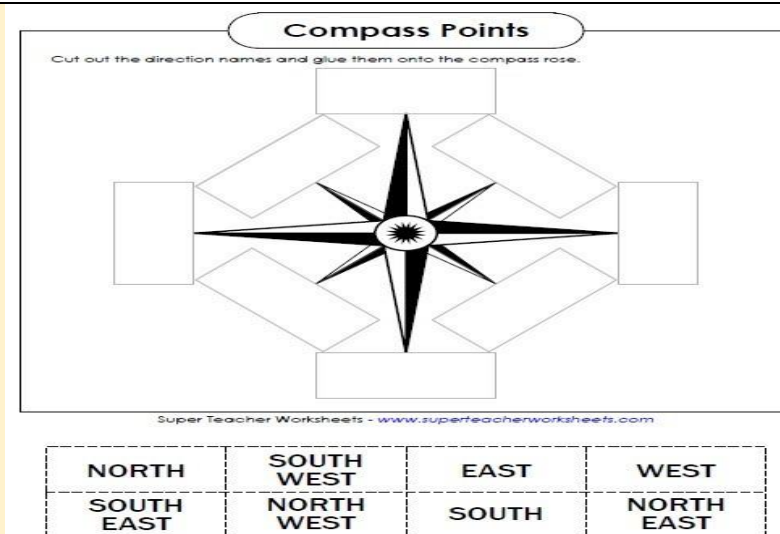 Compass Points
Cut out the direction names and glue them onto the compass rose.
Super Teacher Worksheets - www.superteacherworksheets.com
NORTH
SOUTH
WEST
EAST
WEST
SOUTH
EAST
NORTH
WEST
SOUTH
NORTH
EAST